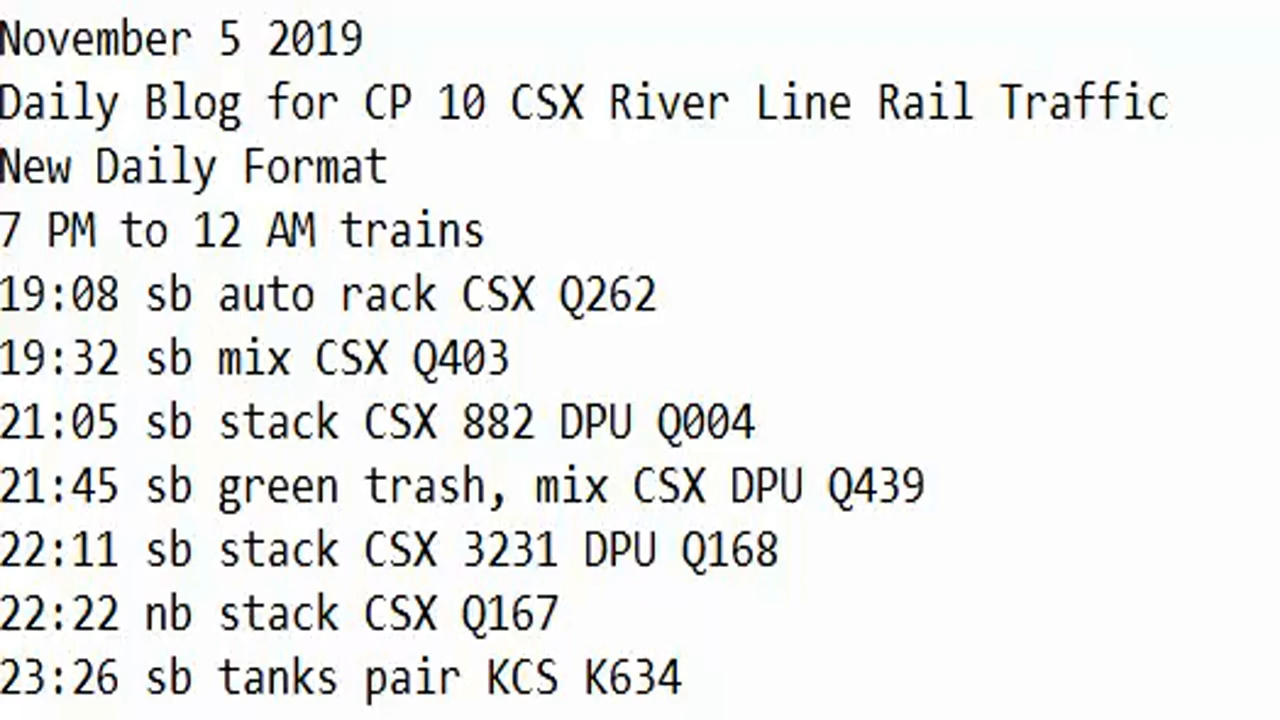 November 5 2019
Daily Blog for CP 10 CSX River Line Rail Traffic
New Daily Format
7 PM to 12 AM trains
19:08 sb auto rack CSX Q262
19:32 sb mix CSX Q403
21:05 sb stack CSX 882 DPU Q004
21:45 sb green trash, mix CSX DPU Q439
22:11 sb stack CSX 3231 DPU Q168
22:22 nb stack CSX Q167
23:26 sb tanks pair KCS K634